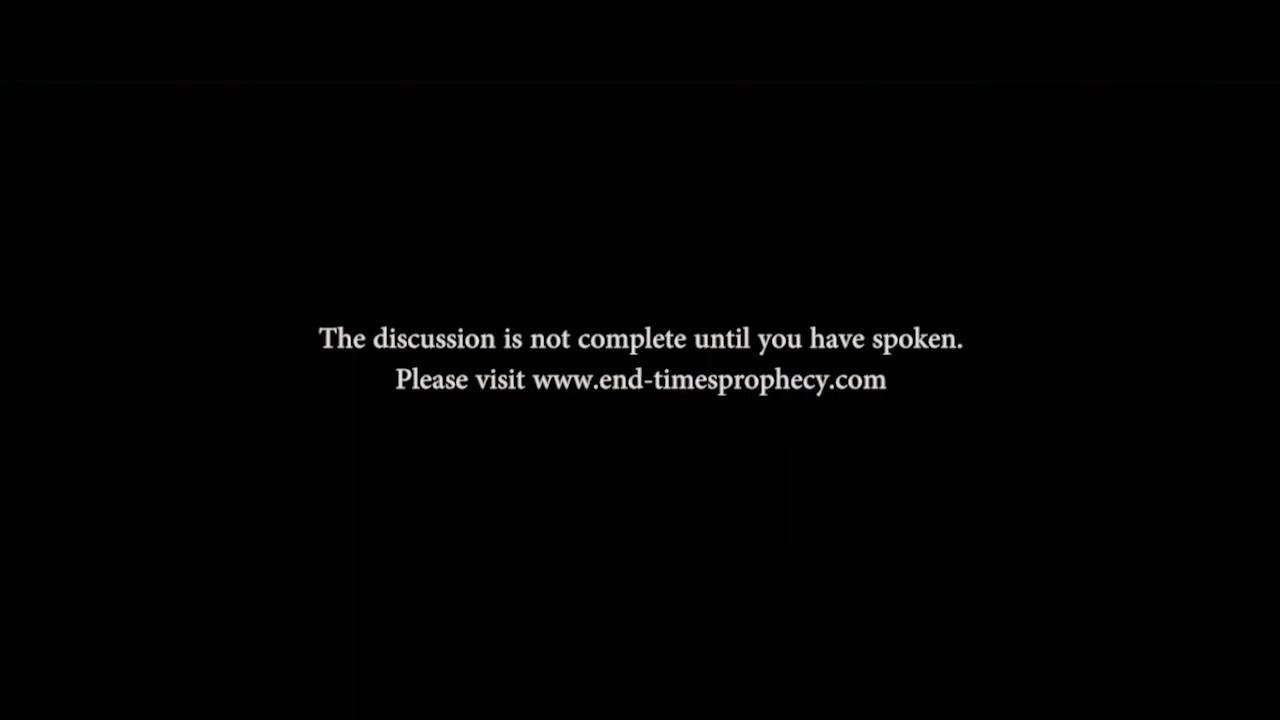 The discussion is not complete until you have spoken.
Please visit www.end-timesprophecy.com